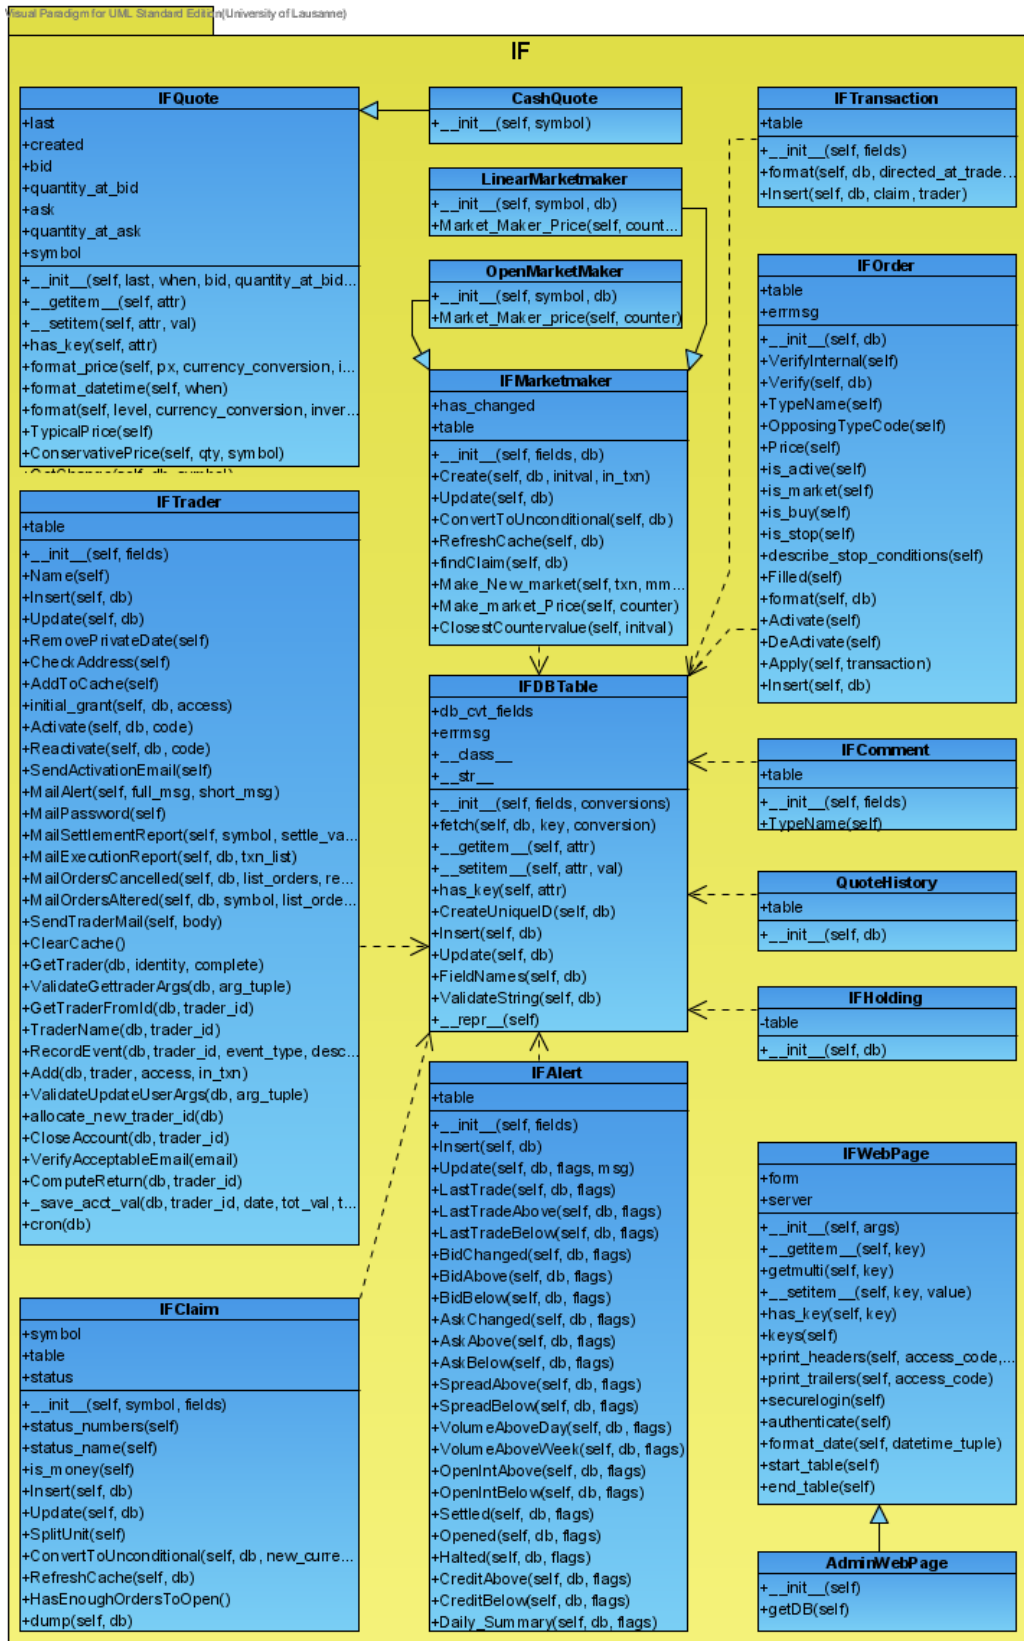 Visual Paradigm for UML Standard Edition(University of Lausanne)
IF
IFQuote
+last
+created
+bid
+quantity_at_bid
+ask
+quantity_at_ask
+symbol
+__init__(self, last, when, bid, quantity_at_bid...
+__getitem__(self, attr)
+__setitem(self, attr, val)
+has_key(self, attr)
+format_price(self, px, currency_conversion, i...
+format_datetime(self, when)
+format(self, level, currency_conversion, inver...
+TypicalPrice(self)
+ConservativePrice(self, qty, symbol)
+GetChange(self, db, symbol)
IFTrader
+table
+__init__(self, fields)
+Name(self)
+Insert(self, db)
+Update(self, db)
+RemovePrivateDate(self)
+CheckAddress(self)
+AddToCache(self)
+initial_grant(self, db, access)
+Activate(self, db, code)
+Reactivate(self, db, code)
+SendActivationEmail(self)
+MailAlert(self, full_msg, short_msg)
+MailPassword(self)
+MailSettlementReport(self, symbol, settle_va...
+MailExecutionReport(self, db, txn_list)
+MailOrdersCancelled(self, db, list_orders, re...
+MailOrdersAltered(self, db, symbol, list_orde...
+SendTraderMail(self, body)
+ClearCache()
+GetTrader(db, identity, complete)
+ValidateGettraderArgs(db, arg_tuple)
+GetTraderFromId(db, trader_id)
+TraderName(db, trader_id)
+RecordEvent(db, trader_id, event_type, desc...
+Add(db, trader, access, in_txn)
+ValidateUpdateUserArgs(db, arg_tuple)
+allocate_new_trader_id(db)
+CloseAccount(db, trader_id)
+VerifyAcceptableEmail(email)
+ComputeReturn(db, trader_id)
+_save_acct_val(db, trader_id, date, tot_val, t...
+cron(db)
IFClaim
+symbol
+table
+status
+__init__(self, symbol, fields)
+status_numbers(self)
+status_name(self)
+is_money(self)
+Insert(self, db)
+Update(self, db)
+SplitUnit(self)
+ConvertToUnconditional(self, db, new_curre...
+RefreshCache(self, db)
+HasEnoughOrdersToOpen()
+dump(self, db)
CashQuote
+__init__(self, symbol)
LinearMarketmaker
+__init__(self, symbol, db)
+Market_Maker_Price(self, count...
OpenMarketMaker
+__init__(self, symbol, db)
+Market_Maker_price(self, counter)
IFMarketmaker
+has_changed
+table
+__init__(self, fields, db)
+Create(self, db, initval, in_txn)
+Update(self, db)
+ConvertToUnconditional(self, db)
+RefreshCache(self, db)
+findClaim(self, db)
+Make_New_market(self, txn, mm...
+Make_market_Price(self, counter)
+ClosestCountervalue(self, initval)
IFDBTable
+db_cvt_fields
+errmsg
+__class__
+__str__
+__init__(self, fields, conversions)
+fetch(self, db, key, conversion)
+__getitem__(self, attr)
+__setitem(self, attr, val)
+has_key(self, attr)
+CreateUniqueID(self, db)
+Insert(self, db)
+Update(self, db)
+FieldNames(self, db)
+ValidateString(self, db)
+__repr__(self)
IFAlert
+table
+__init__(self, fields)
+Insert(self, db)
+Update(self, db, flags, msg)
+LastTrade(self, db, flags)
+LastTradeAbove(self, db, flags)
+LastTradeBelow(self, db, flags)
+BidChanged(self, db, flags)
+BidAbove(self, db, flags)
+BidBelow(self, db, flags)
+AskChanged(self, db, flags)
+AskAbove(self, db, flags)
+AskBelow(self, db, flags)
+SpreadAbove(self, db, flags)
+SpreadBelow(self, db, flags)
+VolumeAboveDay(self, db, flags)
+VolumeAboveWeek(self, db, flags)
+OpenIntAbove(self, db, flags)
+OpenIntBelow(self, db, flags)
+Settled(self, db, flags)
+Opened(self, db, flags)
+Halted(self, db, flags)
+CreditAbove(self, db, flags)
+CreditBelow(self, db, flags)
+Daily_Summary(self, db, flags)
IFTransaction
+table
+__init__(self, fields)
+format(self, db, directed_at_trade...
+Insert(self, db, claim, trader)
IFOrder
+table
+errmsg
+__init__(self, db)
+VerifyInternal(self)
+Verify(self, db)
+TypeName(self)
+OpposingTypeCode(self)
+Price(self)
+is_active(self)
+is_market(self)
+is_buy(self)
+is_stop(self)
+describe_stop_conditions(self)
+Filled(self)
+format(self, db)
+Activate(self)
+DeActivate(self)
+Apply(self, transaction)
+Insert(self, db)
IFComment
+table
+__init__(self, fields)
+TypeName(self)
QuoteHistory
+table
+__init__(self, db)
IFHolding
-table
+__init__(self, db)
IFWebPage
+form
+server
+__init__(self, args)
+__getitem__(self, key)
+getmulti(self, key)
+__setitem(self, key, value)
+has_key(self, key)
+keys(self)
+print_headers(self, access_code,...
+print_trailers(self, access_code)
+securelogin(self)
+authenticate(self)
+format_date(self, datetime_tuple)
+start_table(self)
+end_table(self)
AdminWebPage
+__init__(self)
+getDB(self)